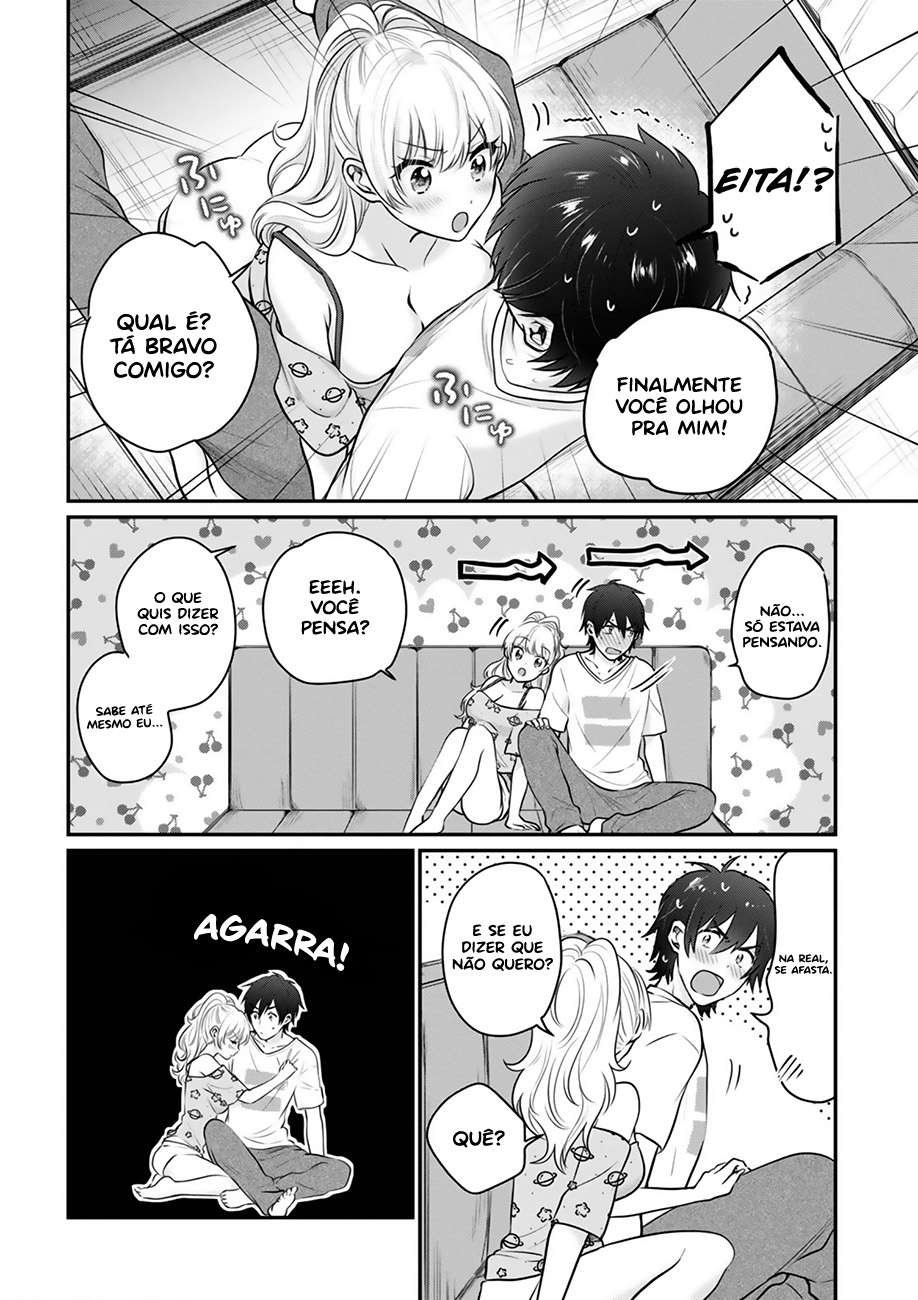 EITA!?
FINALMENTE
VOCÊ OLHOU
PRA MIM!
QUAL É?
TÁ BRAVO
COMIGO?
ふにゅ
ふにゅ
NÃO...
SÓ ESTAVA
PENSANDO.
EEEH.
VOCÊ
PENSA?
O QUE
QUIS DIZER
COM ISSO?
SABE ATÉ
MESMO EU...
NA REAL,
SE AFASTA.
E SE EU
DIZER QUE
NÃO QUERO?
QUÊ?
AGARRA!